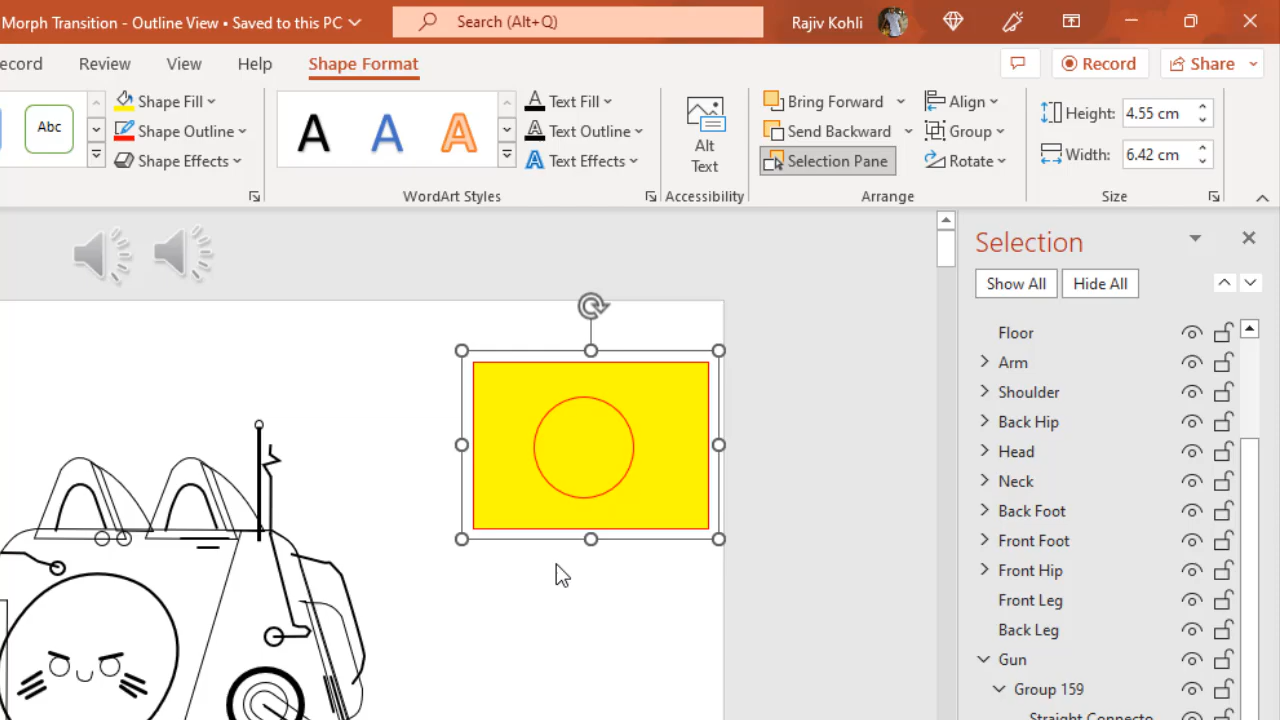 Morph Transition - Outline View • Saved to this PC
Search (Alt+Q)
Rajiv Kohli
ecord Review View Help Shape Format
Record Share
Abc
Shape Fill
Shape Outline
Shape Effects
A A A
Text Fill
Text Outline
Text Effects
WordArt Styles
Alt
Text
Accessibility
Bring Forward
Send Backward
Selection Pane
Align
Group
Rotate
Arrange
Height: 4.55 cm
Width: 6.42 cm
Size
Selection
Show All Hide All
Floor
Arm
Shoulder
Back Hip
Head
Neck
Back Foot
Front Foot
Front Hip
Front Leg
Back Leg
Gun
Group 159
Straight Connecto